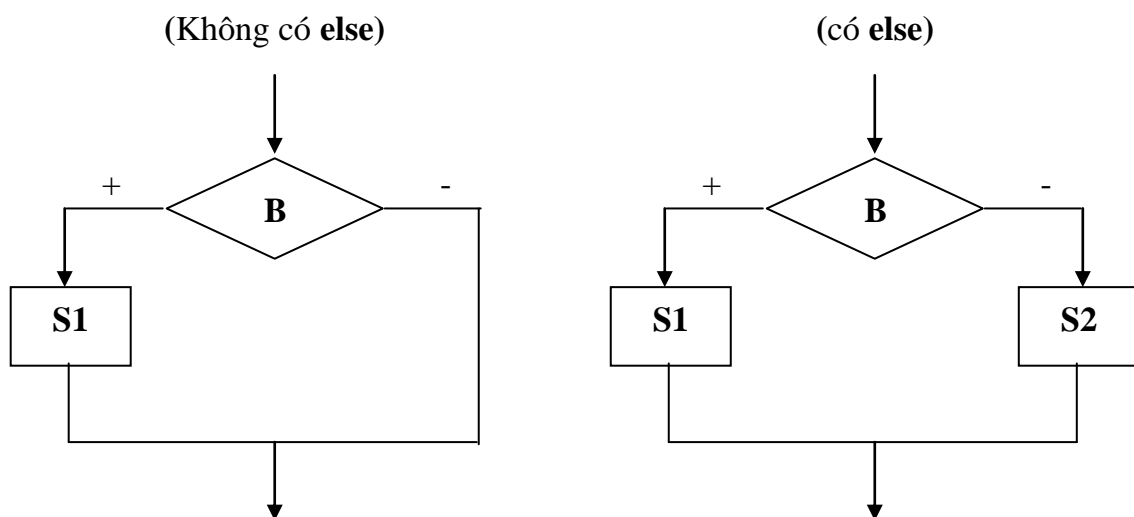 (Không có else)
(có else)
+
-
B
S1
+
-
B
S1
S2